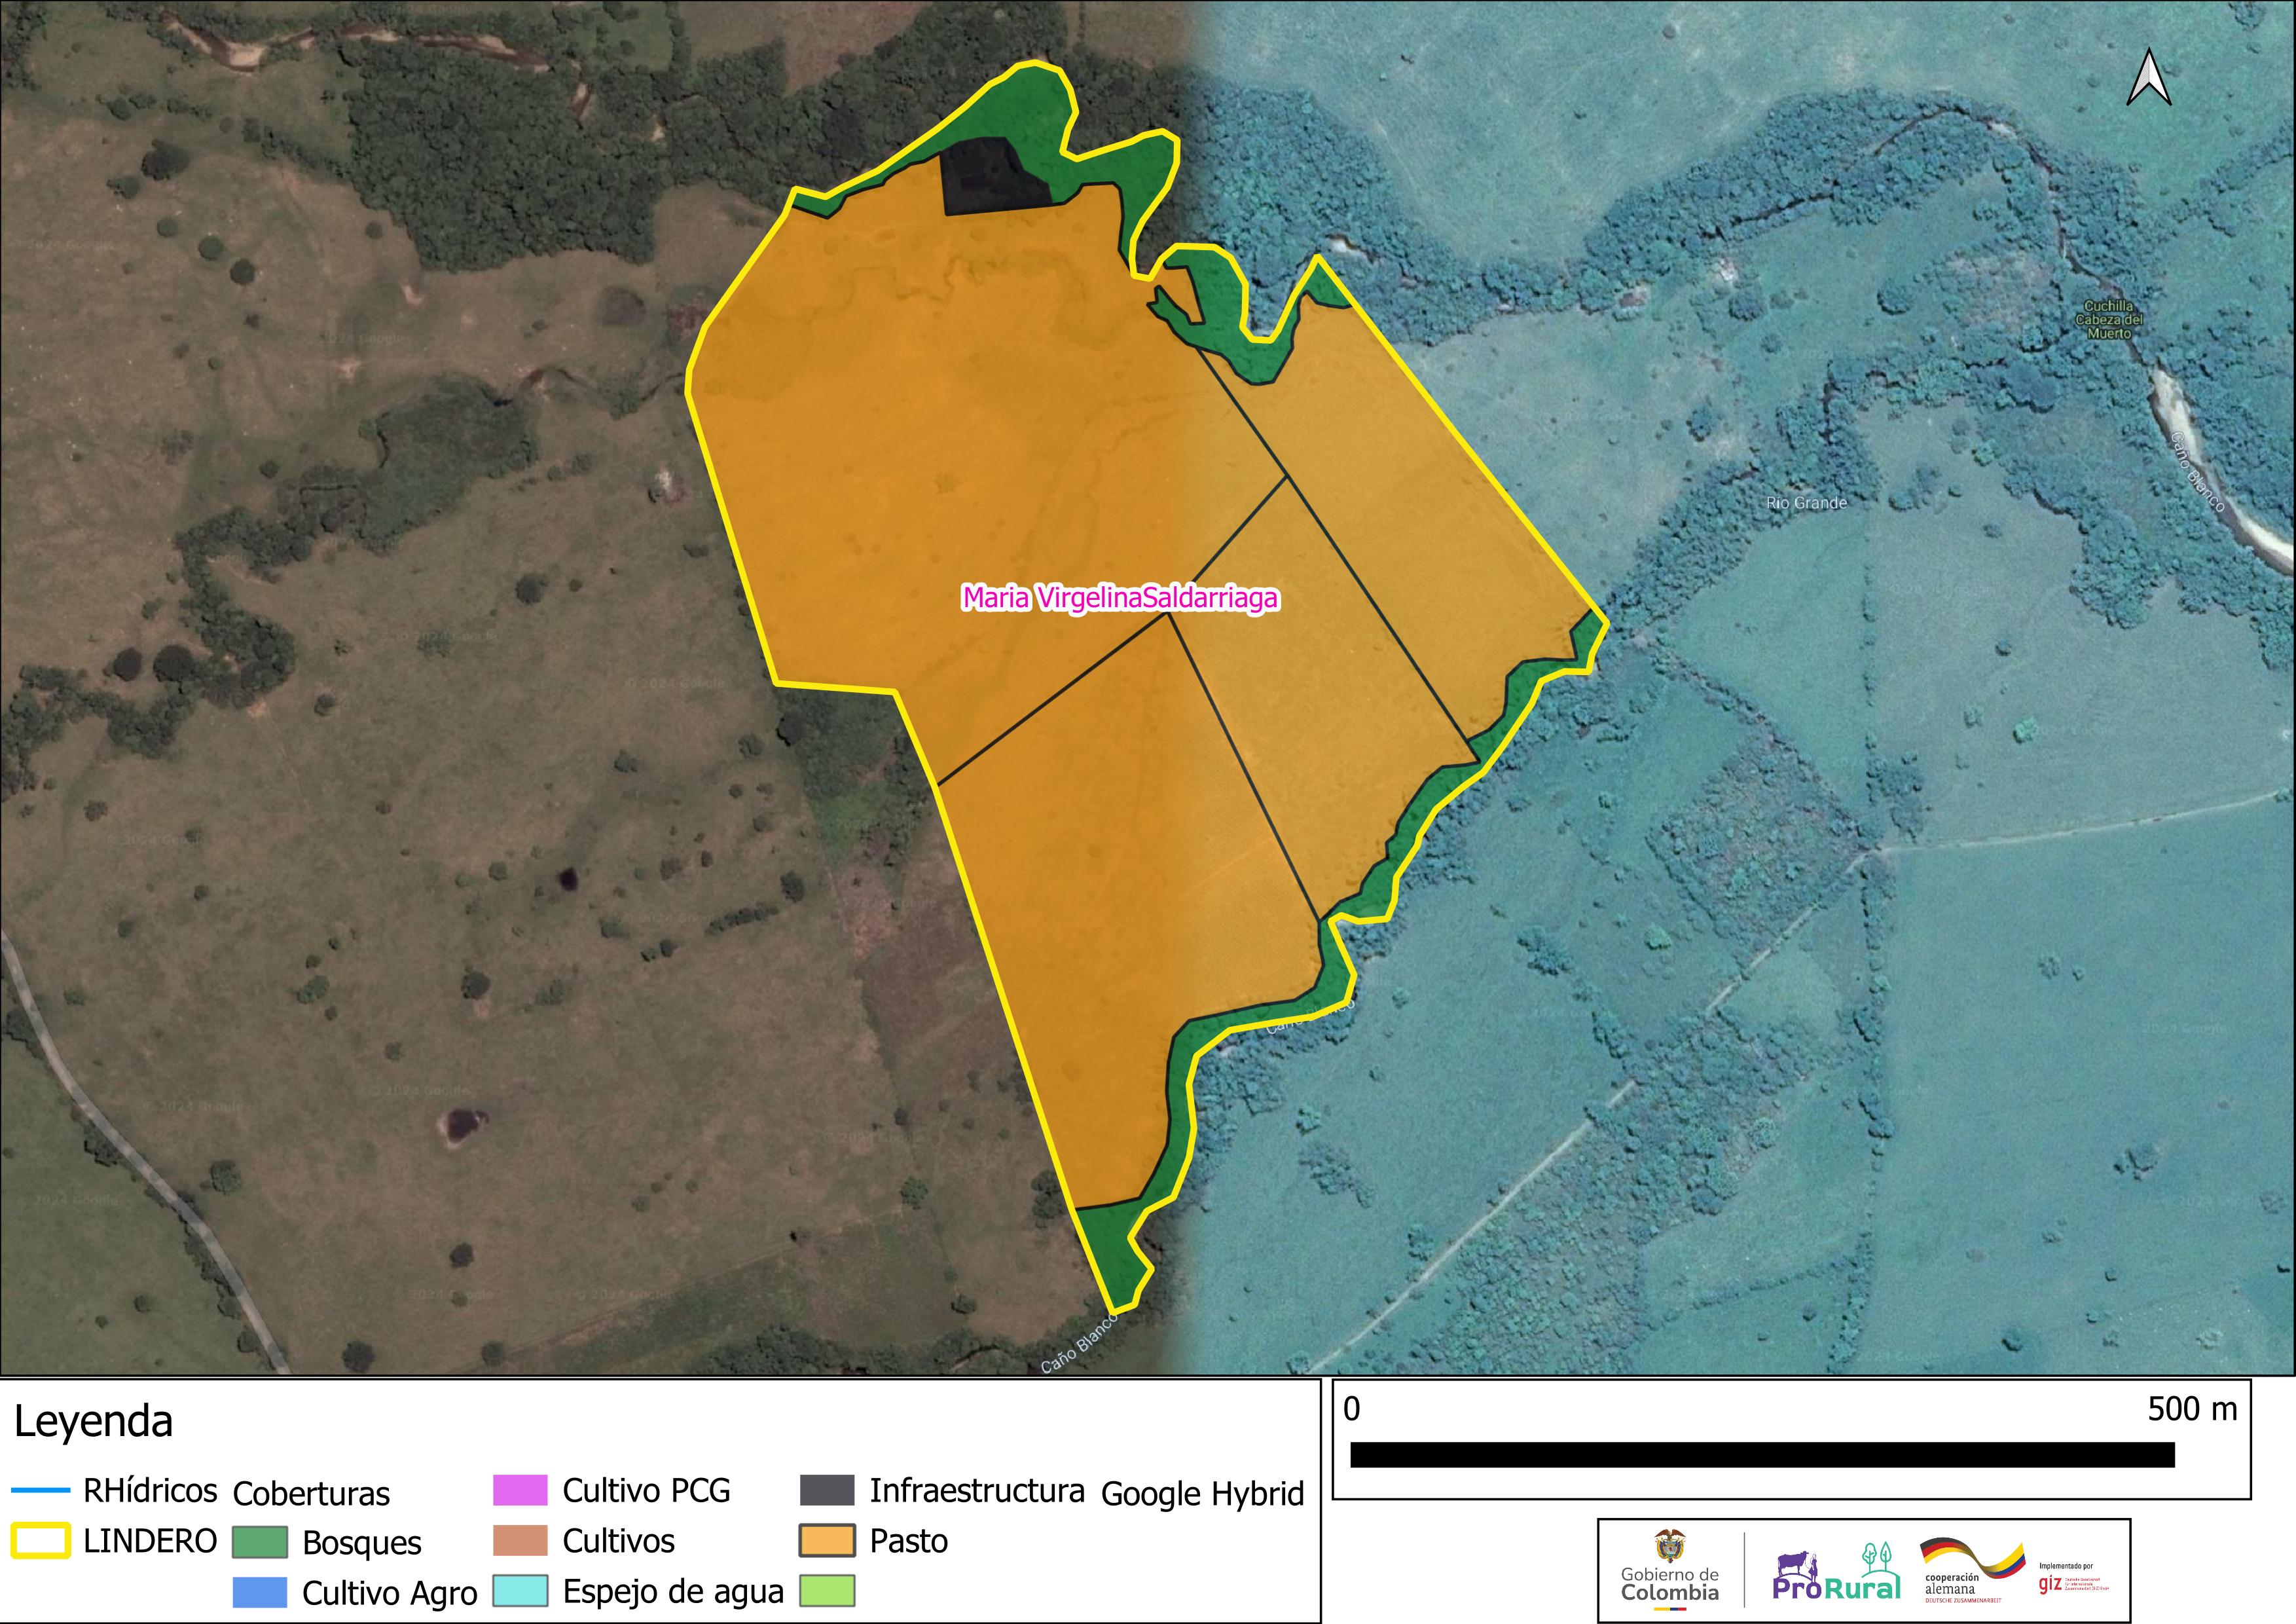 Cuchilla
Cabeza del
Muerto
Caño Blanco
Rio Grande
Maria VirgelinaSaldarriaga
Caño Blanco
Caño Blanco
Leyenda
RHídricos
LINDERO
Coberturas
Bosques
Cultivo Agro
Cultivo PCG
Cultivos
Espejo de agua
Infraestructura
Pasto
Google Hybrid
0 500 m
Gobierno de
Colombia
ProRural
cooperación
alemana
DEUTSCHE ZUSAMMENARBEIT
Implementado por
giz